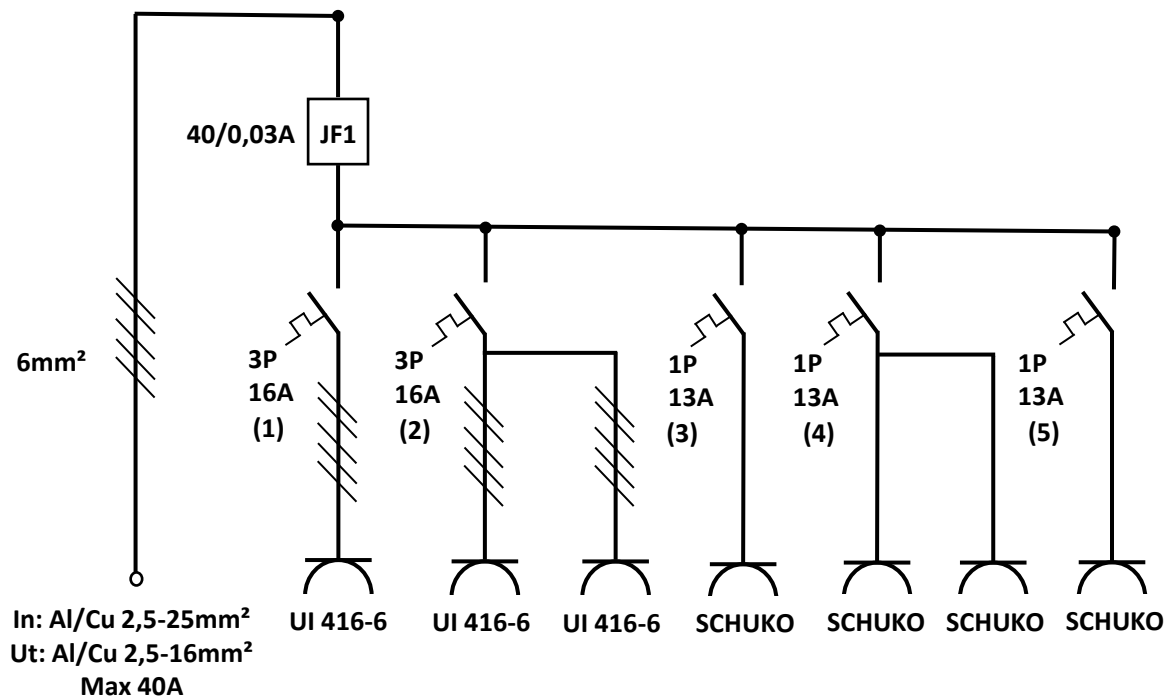 40/0,03A
JF1
6mm²
3P
16A
(1)
3P
16A
(2)
1P
13A
(3)
1P
13A
(4)
1P
13A
(5)
In: Al/Cu 2,5-25mm²
Ut: Al/Cu 2,5-16mm²
Max 40A
UI 416-6
UI 416-6
UI 416-6
SCHUKO
SCHUKO
SCHUKO
SCHUKO